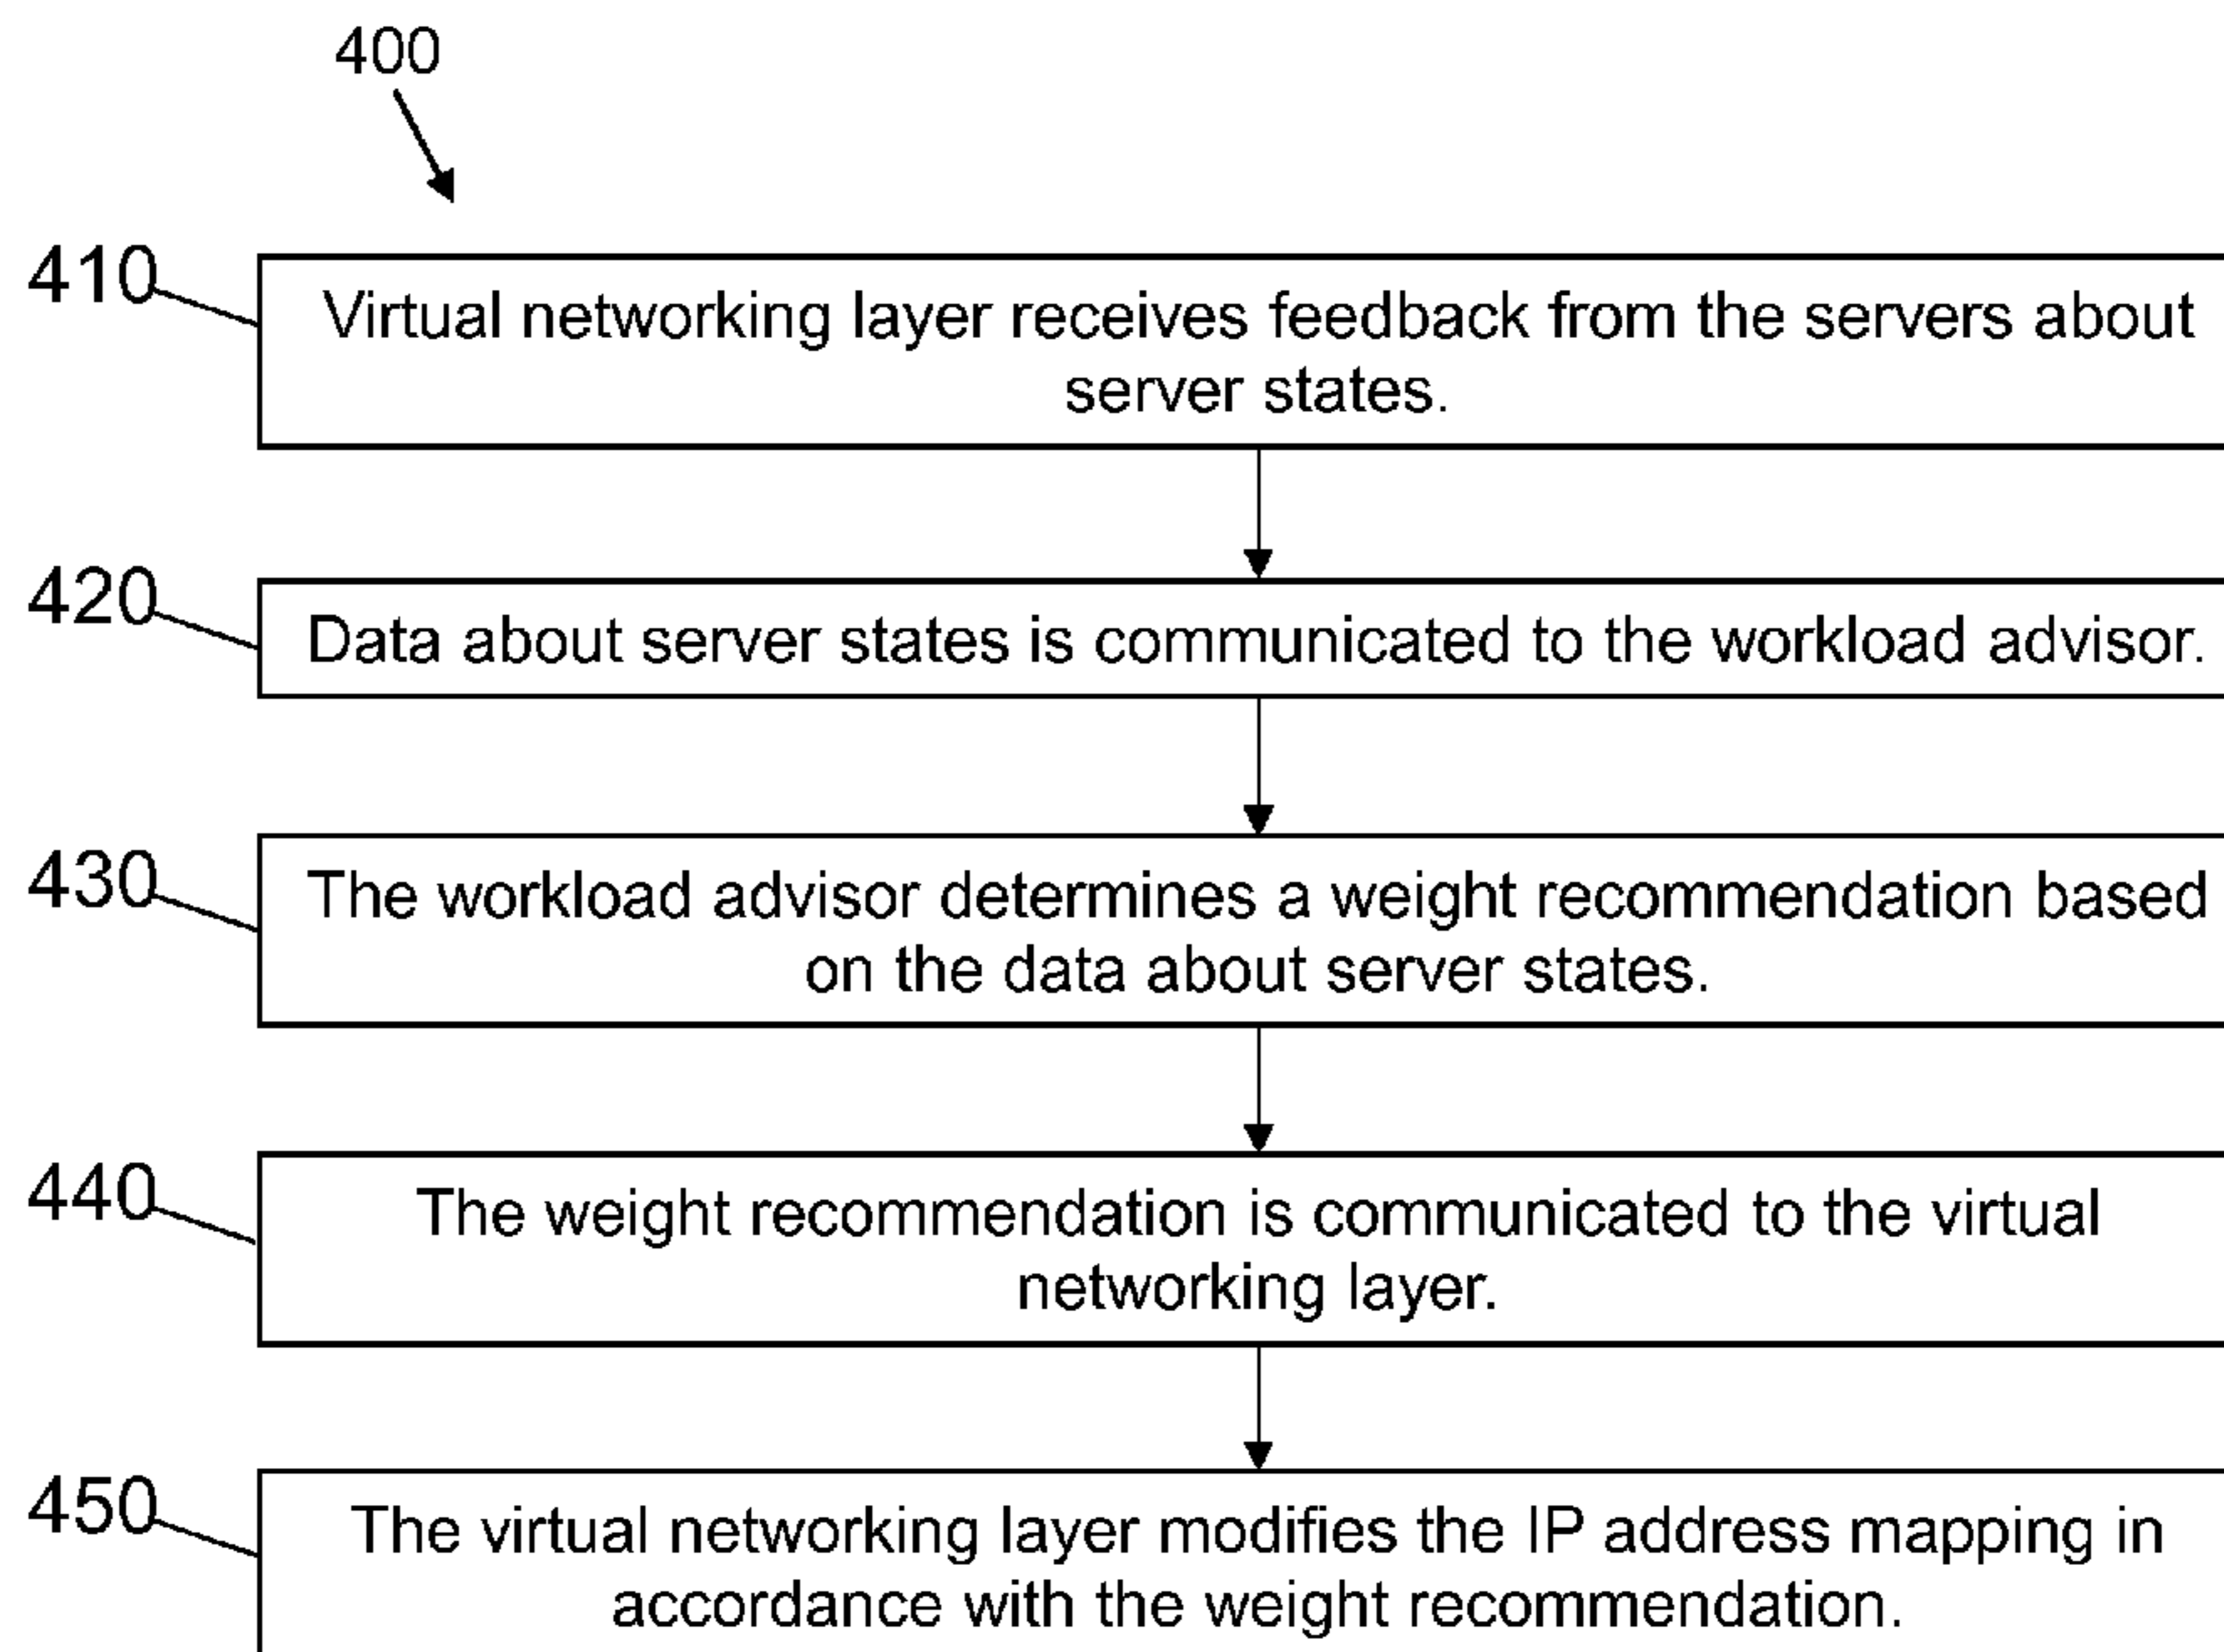 400
410
Virtual networking layer receives feedback from the servers about
server states.
420
Data about server states is communicated to the workload advisor.
430
The workload advisor determines a weight recommendation based
on the data about server states.
440
The weight recommendation is communicated to the virtual
networking layer.
450
The virtual networking layer modifies the IP address mapping in
accordance with the weight recommendation.